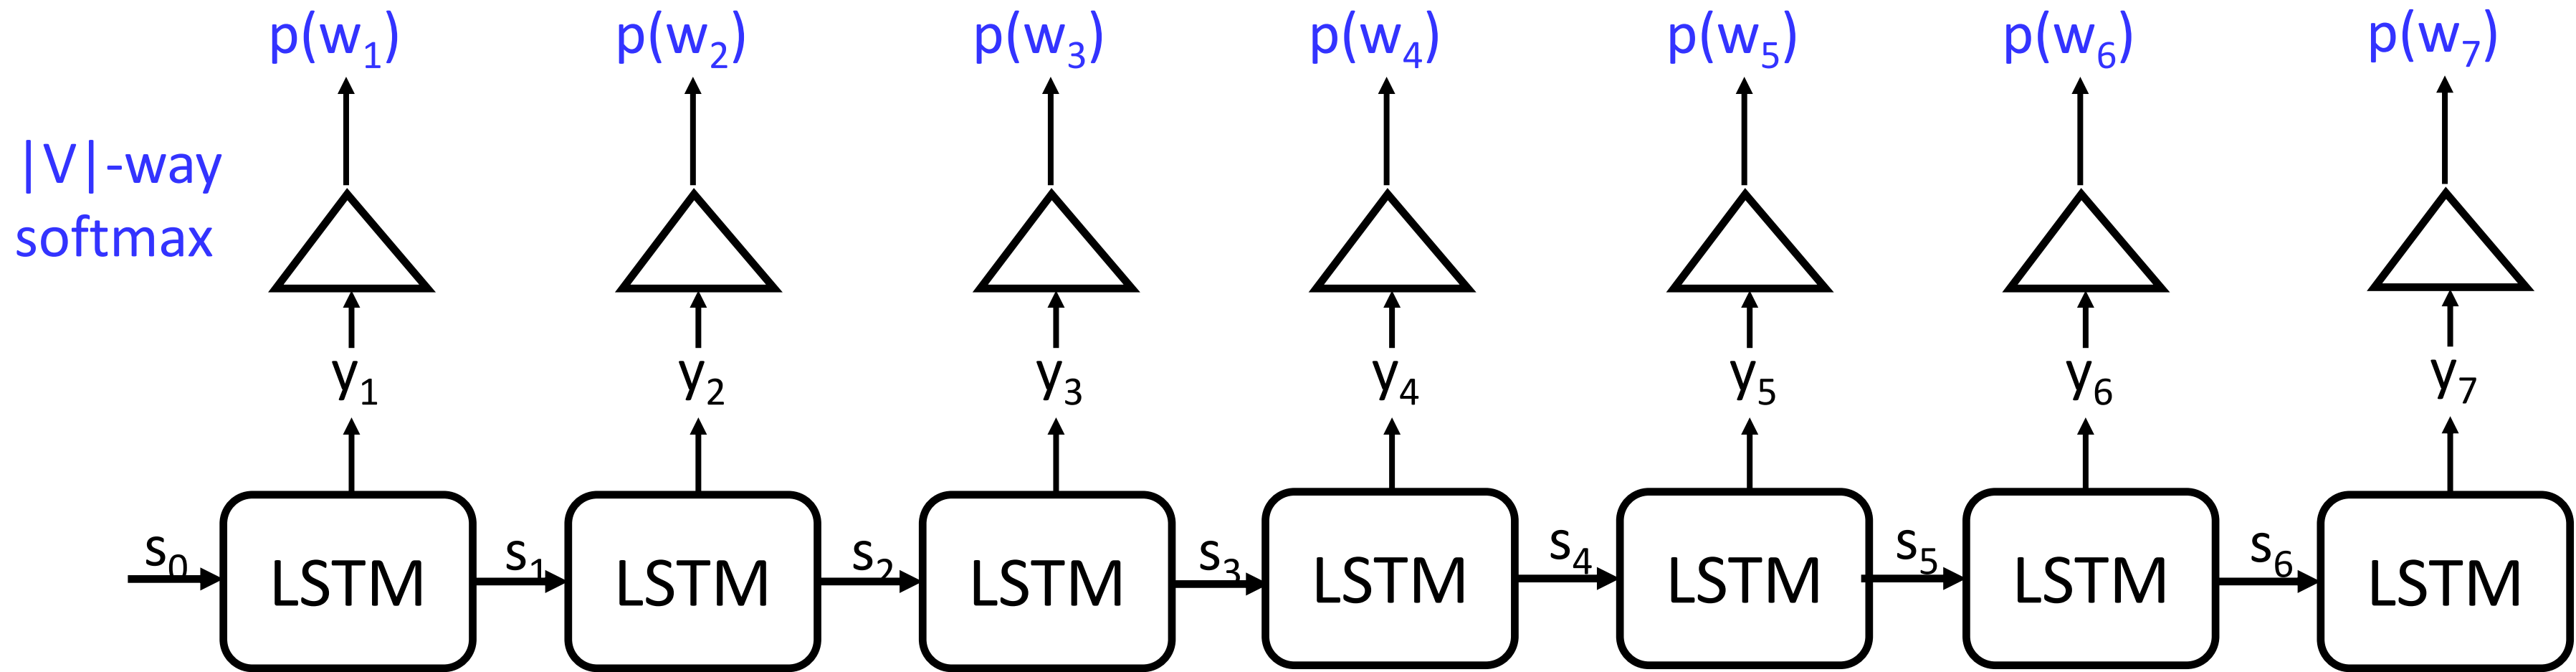 p(w₁) p(w₂) p(w₃) p(w₄) p(w₅) p(w₆) p(w₇)
|V|-way
softmax
y₁ y₂ y₃ y₄ y₅ y₆ y₇
s₀ s₁ s₂ s₃ s₄ s₅ s₆
LSTM LSTM LSTM LSTM LSTM LSTM LSTM